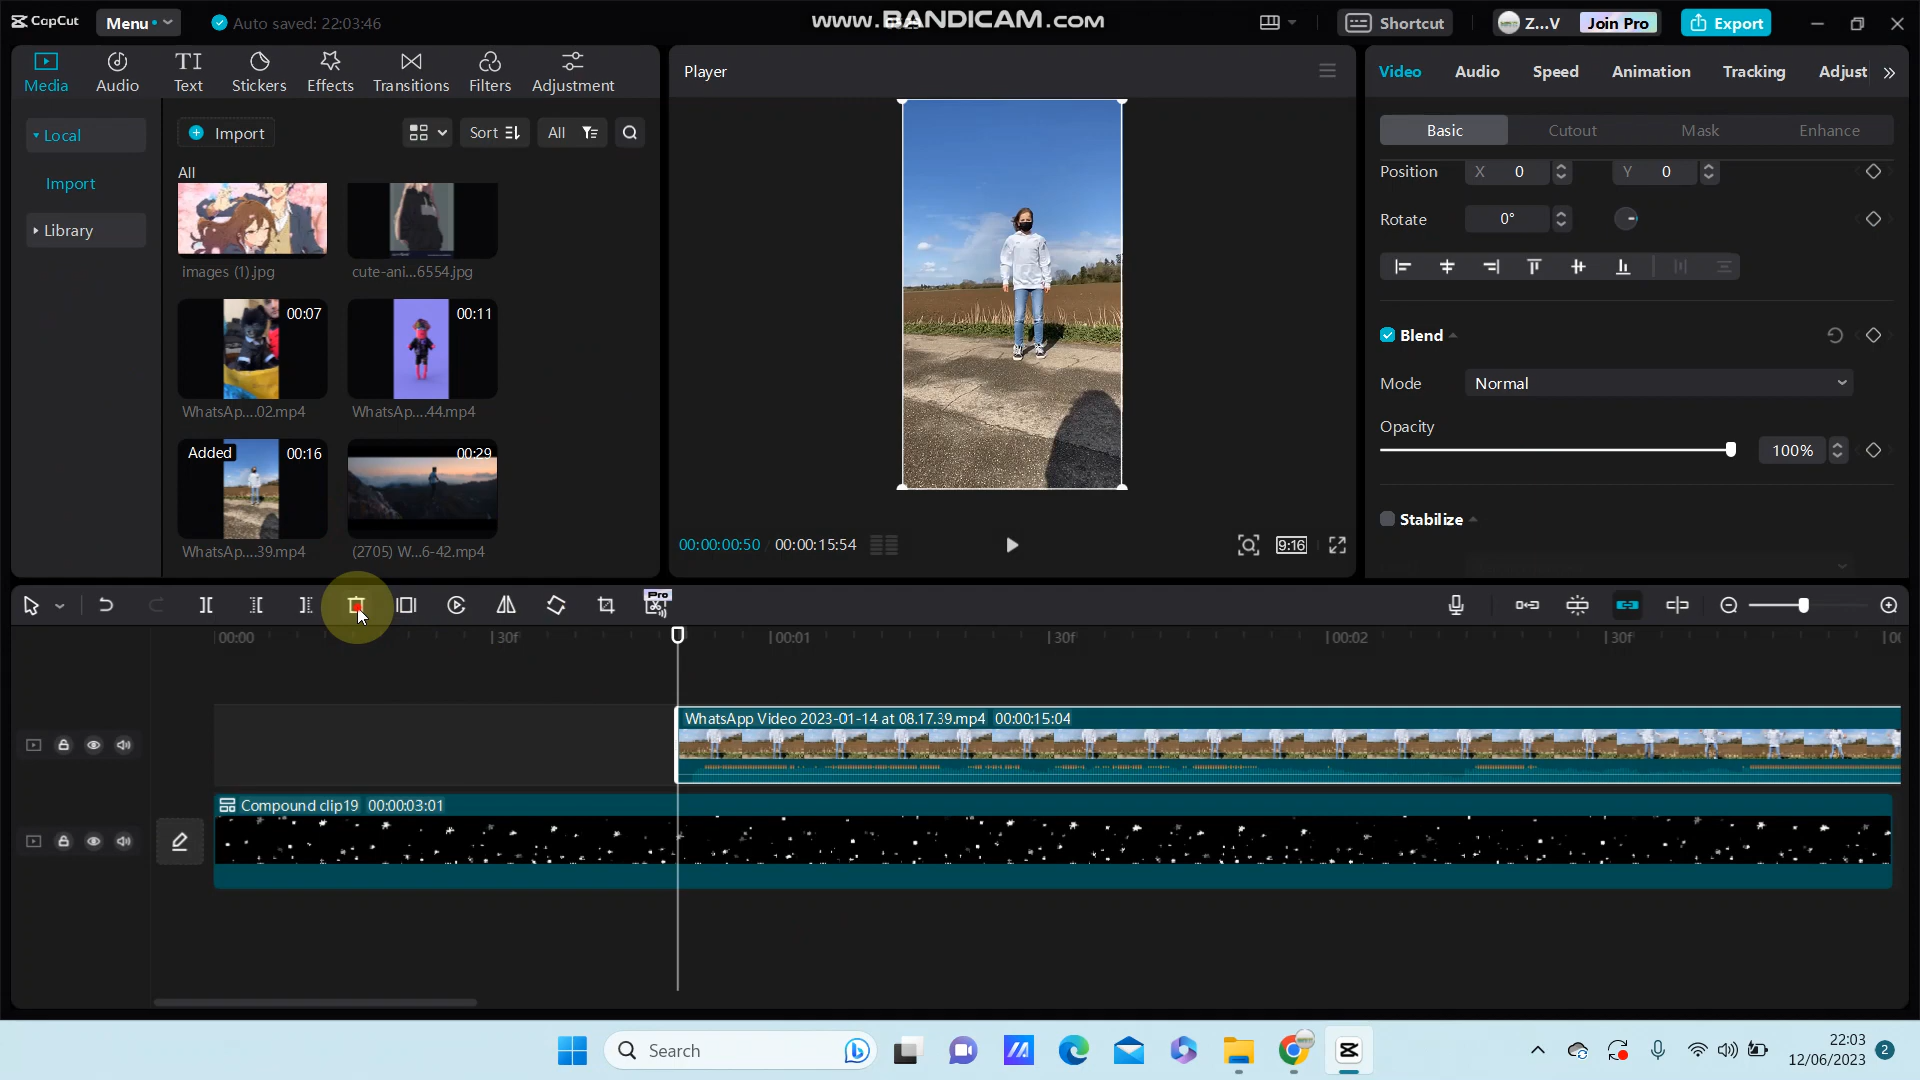 CapCut
Menu
Auto saved: 22:03:46
www.BANDICAM.com
Shortcut
Z...V
Join Pro
Export
Media
Audio
Text
Stickers
Effects
Transitions
Filters
Adjustment
Local
Import
Library
Import
Sort
All
All
images (1).jpg
cute-ani...6554.jpg
00:07
WhatsAp....02.mp4
00:11
WhatsAp....44.mp4
Added
00:16
WhatsAp....39.mp4
00:29
(2705) W...6-42.mp4
Player
00:00:00:50
00:00:15:54
9:16
Video
Audio
Speed
Animation
Tracking
Adjust
Basic
Cutout
Mask
Enhance
Position
X 0
Y 0
Rotate
0°
Blend
Mode
Normal
Opacity
100%
Stabilize
Pro
00:00
30f
00:01
30f
00:02
30f
WhatsApp Video 2023-01-14 at 08.17.39.mp4 00:00:15:04
Compound clip19 00:00:03:01
Search
22:03
12/06/2023
2